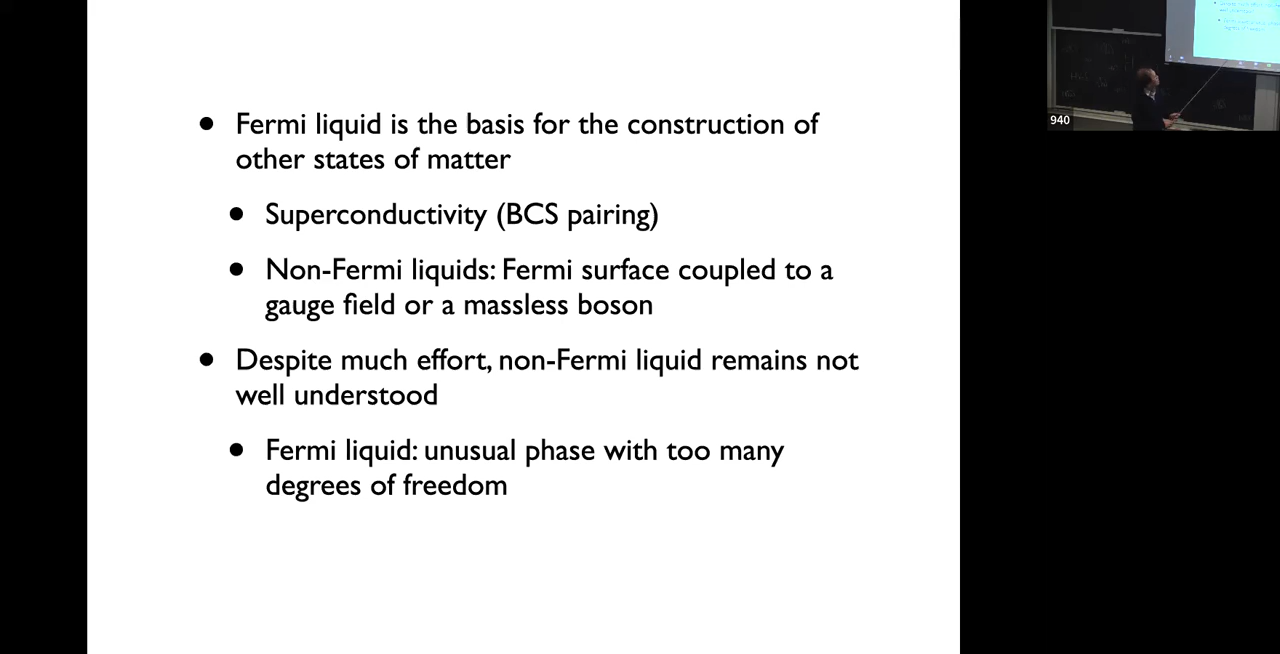 • Fermi liquid is the basis for the construction of
other states of matter
• Superconductivity (BCS pairing)
• Non-Fermi liquids: Fermi surface coupled to a
gauge field or a massless boson
• Despite much effort, non-Fermi liquid remains not
well understood
• Fermi liquid: unusual phase with too many
degrees of freedom
940